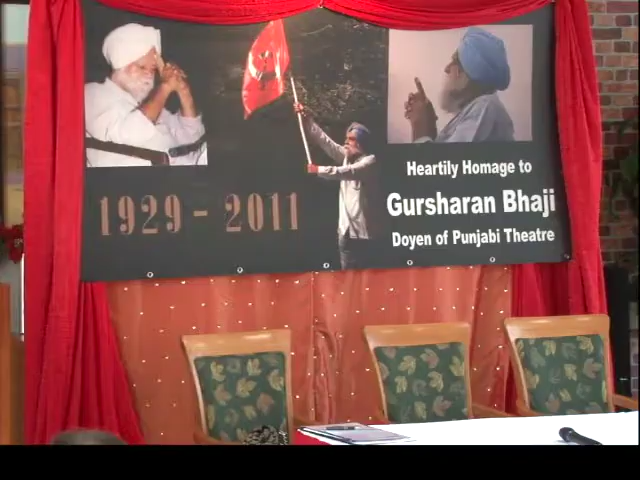 1929 - 2011
Heartily Homage to
Gursharan Bhaji
Doyen of Punjabi Theatre